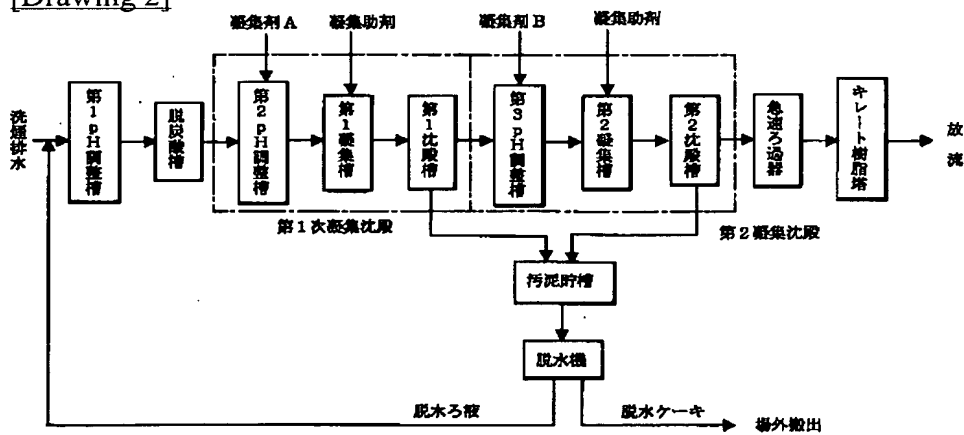 [Drawing 2]
凝集剤A
凝集助剤
凝集剤B
凝集助剤
洗煙排水
第1pH調整槽
脱炭酸槽
第2pH調整槽
第1凝集槽
第1沈殿槽
第3pH調整槽
第2凝集槽
第2沈殿槽
急速ろ過器
キレート樹脂塔
放流
第1次凝集沈殿
第2凝集沈殿
汚泥貯槽
脱水機
脱水ろ液
脱水ケーキ
場外搬出